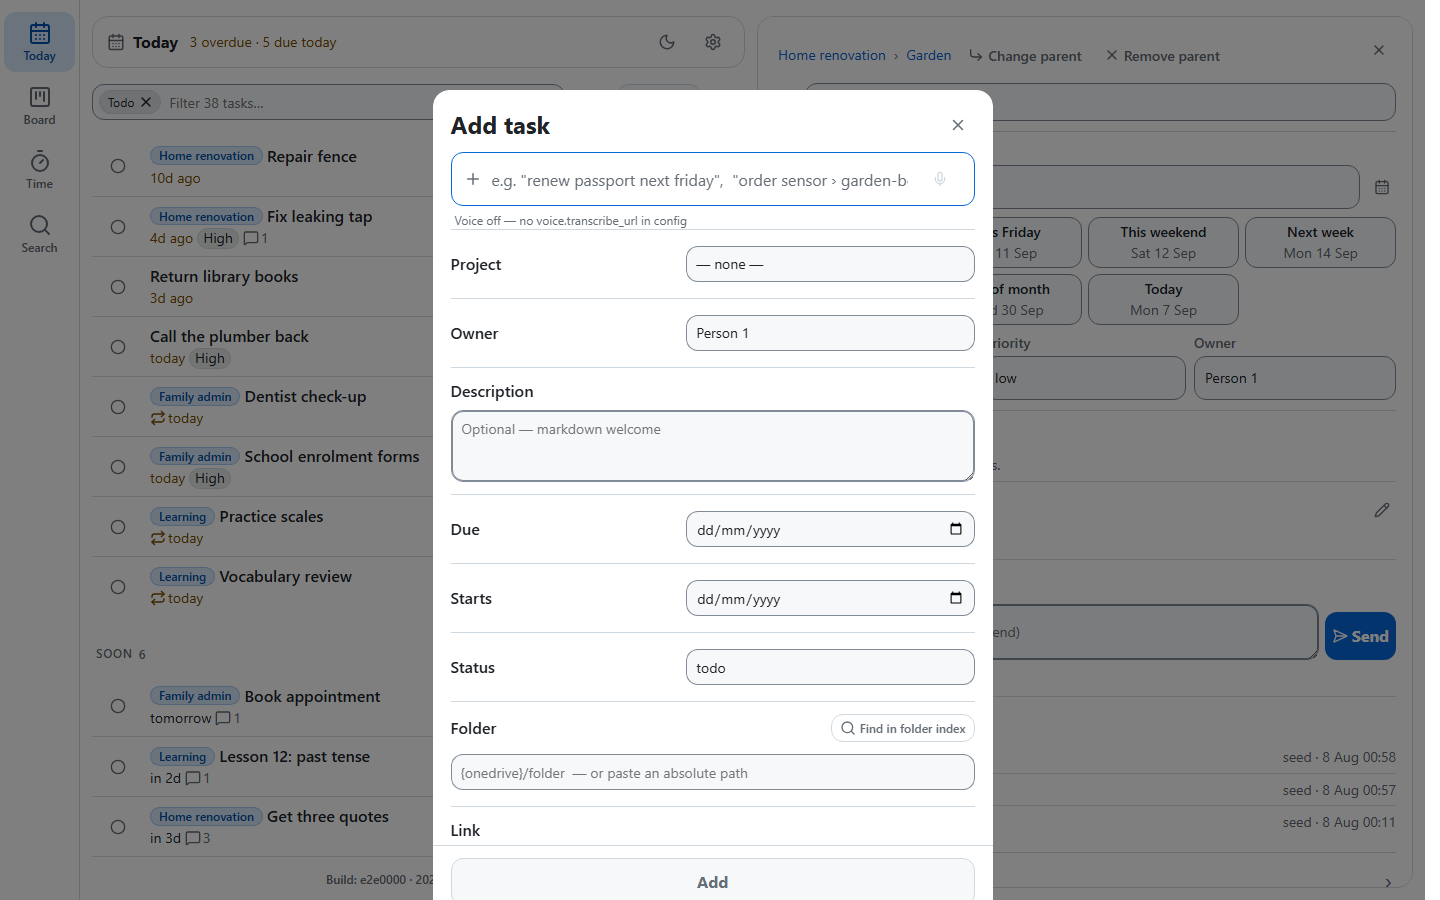 Today
Board
Time
Search
Today 3 overdue · 5 due today
Todo
Filter 38 tasks...
Home renovation Repair fence
10d ago
Home renovation Fix leaking tap
4d ago High 1
Return library books
3d ago
Call the plumber back
today High
Family admin Dentist check-up
today
Family admin School enrolment forms
today High
Learning Practice scales
today
Learning Vocabulary review
today
SOON 6
Family admin Book appointment
tomorrow 1
Learning Lesson 12: past tense
in 2d 1
Home renovation Get three quotes
in 3d 3
Build: e2e0000 · 202
Add task
e.g. "renew passport next friday", "order sensor › garden-b
Voice off — no voice.transcribe_url in config
Project
— none —
Owner
Person 1
Description
Optional — markdown welcome
Due
dd/mm/yyyy
Starts
dd/mm/yyyy
Status
todo
Folder
Find in folder index
{onedrive}/folder — or paste an absolute path
Link
Add
Home renovation › Garden Change parent Remove parent
s Friday
11 Sep
This weekend
Sat 12 Sep
Next week
Mon 14 Sep
of month
30 Sep
Today
Mon 7 Sep
riority
low
Owner
Person 1
s.
end)
Send
seed · 8 Aug 00:58
seed · 8 Aug 00:57
seed · 8 Aug 00:11